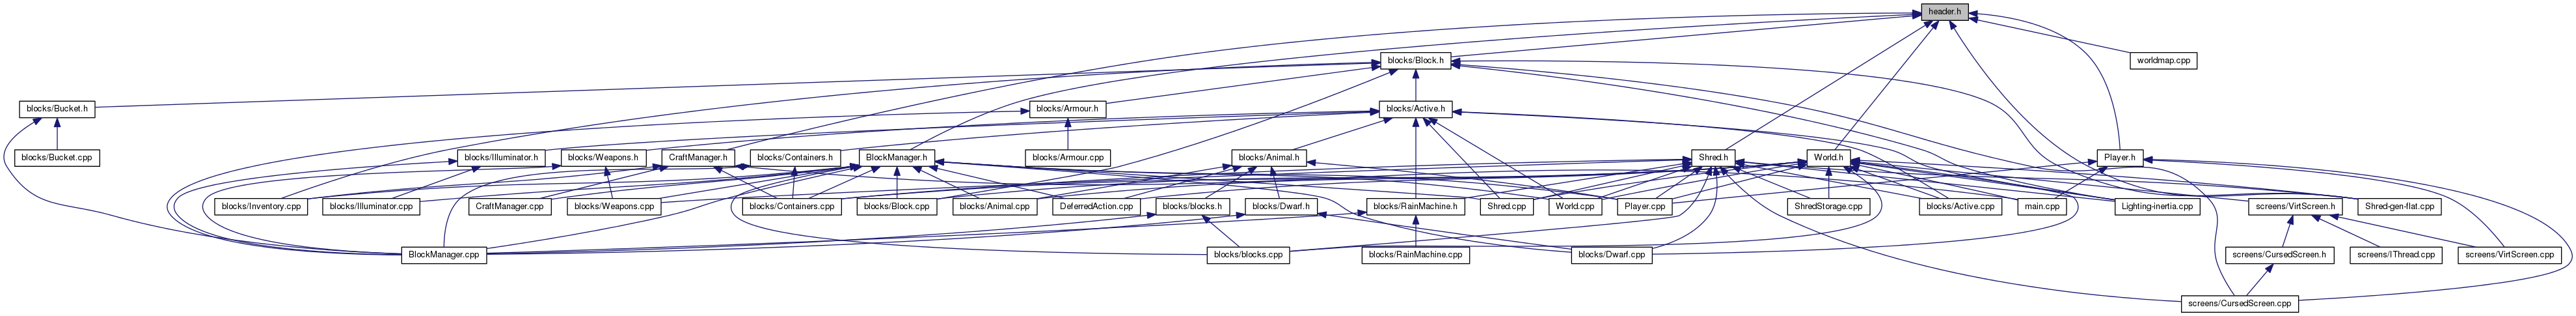 header.h
blocks/Block.h
worldmap.cpp
blocks/Bucket.h
blocks/Armour.h
blocks/Active.h
blocks/Bucket.cpp
blocks/Illuminator.h
blocks/Weapons.h
CraftManager.h
blocks/Containers.h
BlockManager.h
blocks/Armour.cpp
blocks/Animal.h
Shred.h
World.h
Player.h
blocks/Inventory.cpp
blocks/Illuminator.cpp
CraftManager.cpp
blocks/Weapons.cpp
blocks/Containers.cpp
blocks/Block.cpp
blocks/Animal.cpp
DeferredAction.cpp
blocks/blocks.h
blocks/Dwarf.h
blocks/RainMachine.h
Shred.cpp
World.cpp
Player.cpp
ShredStorage.cpp
blocks/Active.cpp
main.cpp
Lighting-inertia.cpp
screens/VirtScreen.h
Shred-gen-flat.cpp
BlockManager.cpp
blocks/blocks.cpp
blocks/RainMachine.cpp
blocks/Dwarf.cpp
screens/CursedScreen.h
screens/IThread.cpp
screens/VirtScreen.cpp
screens/CursedScreen.cpp